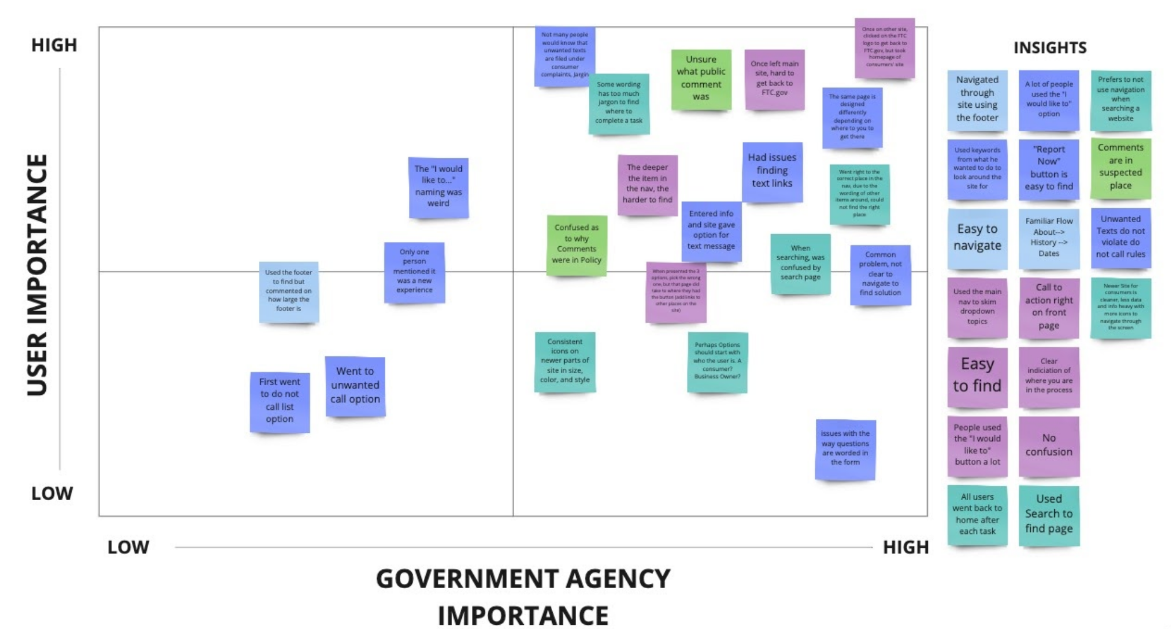 HIGH
USER IMPORTANCE
LOW
LOW
HIGH
GOVERNMENT AGENCY
IMPORTANCE
Not many people
would know that
unwanted texts
are filed under
consumer
complaints, jargin
Some wording
has too much
jargon to find
where to
complete a task
Unsure
what public
comment
was
Once left main
site, hard to
get back to
FTC.gov
Once on other site,
clicked on the FTC
logo to get back to
FTC.gov, but took
homepage of
consumers' site
The same page is
designed
differently
depending on
where to you to
get there
The "I would
like to..."
naming was
weird
The deeper
the item in
the nav, the
harder to find
Had issues
finding
text links
Went right to the
correct place in the
nav, due to the
wording of other
items around, could
not find the right
place
Entered info
and site gave
option for
text message
Confused as
to why
Comments
were in Policy
Only one
person
mentioned it
was a new
experience
When
searching, was
confused by
search page
Common
problem, not
clear to
navigate to
find solution
Used the footer
to find but
commented on
how large the
footer is
When presented the 3
options, pick the wrong
one, but that page did
take to where they had
the button (add links to
other places on the
site)
Consistent
icons on
newer parts of
site in size,
color, and style
Perhaps Options
should start with
who the user is. A
consumer?
Business Owner?
First went
to do not
call list
option
Went to
unwanted
call option
Issues with the
way questions
are worded in
the form
INSIGHTS
Navigated
through
site using
the footer
A lot of people
used the "I
would like to"
option
Prefers to not
use navigation
when
searching a
website
Used keywords
from what he
wanted to do to
look around the
site for
"Report
Now"
button is
easy to find
Comments
are in
suspected
place
Easy to
navigate
Familiar Flow
About-->
History -->
Dates
Unwanted
Texts do not
violate do
not call rules
Used the main
nav to skim
dropdown
topics
Call to
action right
on front
page
Newer Site for
consumers is
cleaner, less data
and info heavy with
more icons to
navigate through
the screen
Easy
to find
Clear
indiciation of
where you are
in the process
People used
the "I would
like to"
button a lot
No
confusion
All users
went back to
home after
each task
Used
Search to
find page